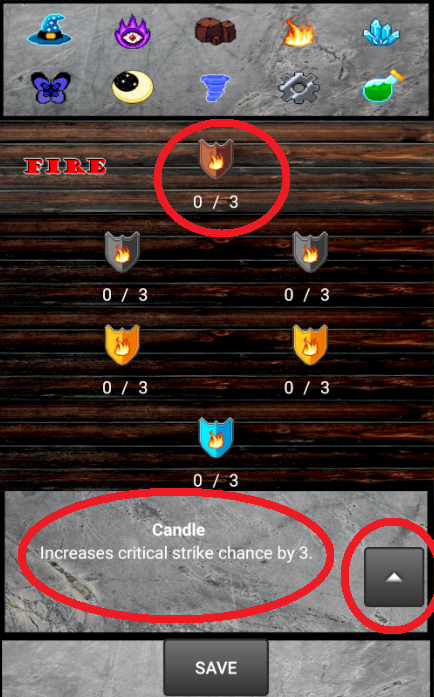 FIRE
0 / 3
0 / 3
0 / 3
0 / 3
0 / 3
0 / 3
Candle
Increases critical strike chance by 3.
SAVE